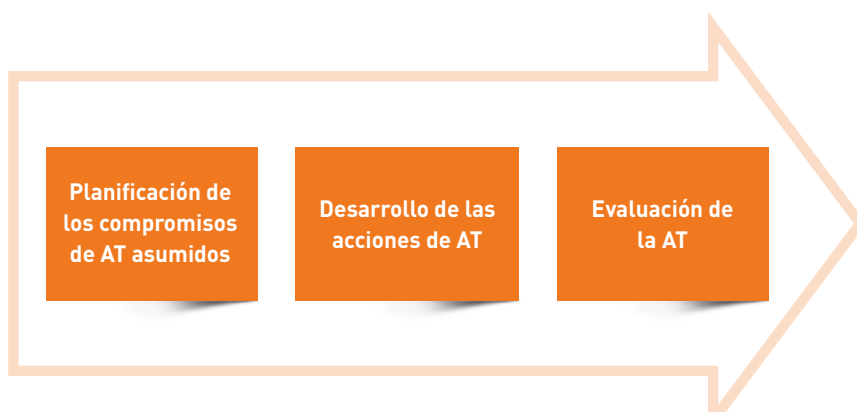 Planificación de
los compromisos
de AT asumidos
Desarrollo de las
acciones de AT
Evaluación de
la AT